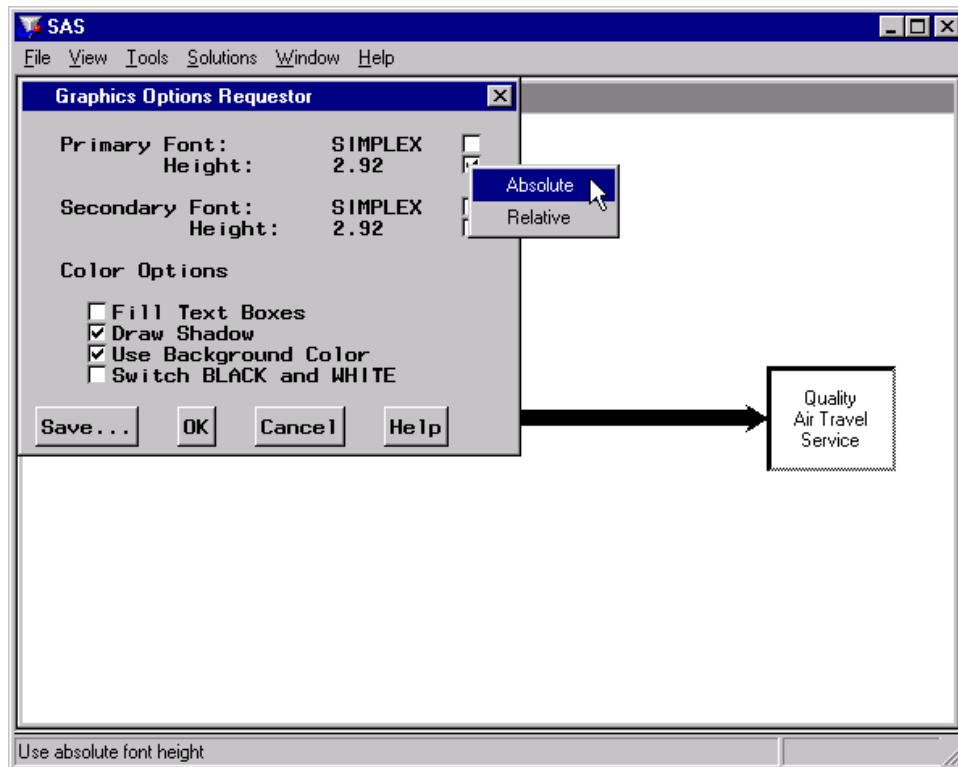 SAS
File View Tools Solutions Window Help
Graphics Options Requestor
Primary Font: SIMPLEX
Height: 2.92
Absolute
Relative
Secondary Font: SIMPLEX
Height: 2.92
Color Options
Fill Text Boxes
Draw Shadow
Use Background Color
Switch BLACK and WHITE
Save... OK Cancel Help
Quality
Air Travel
Service
Use absolute font height